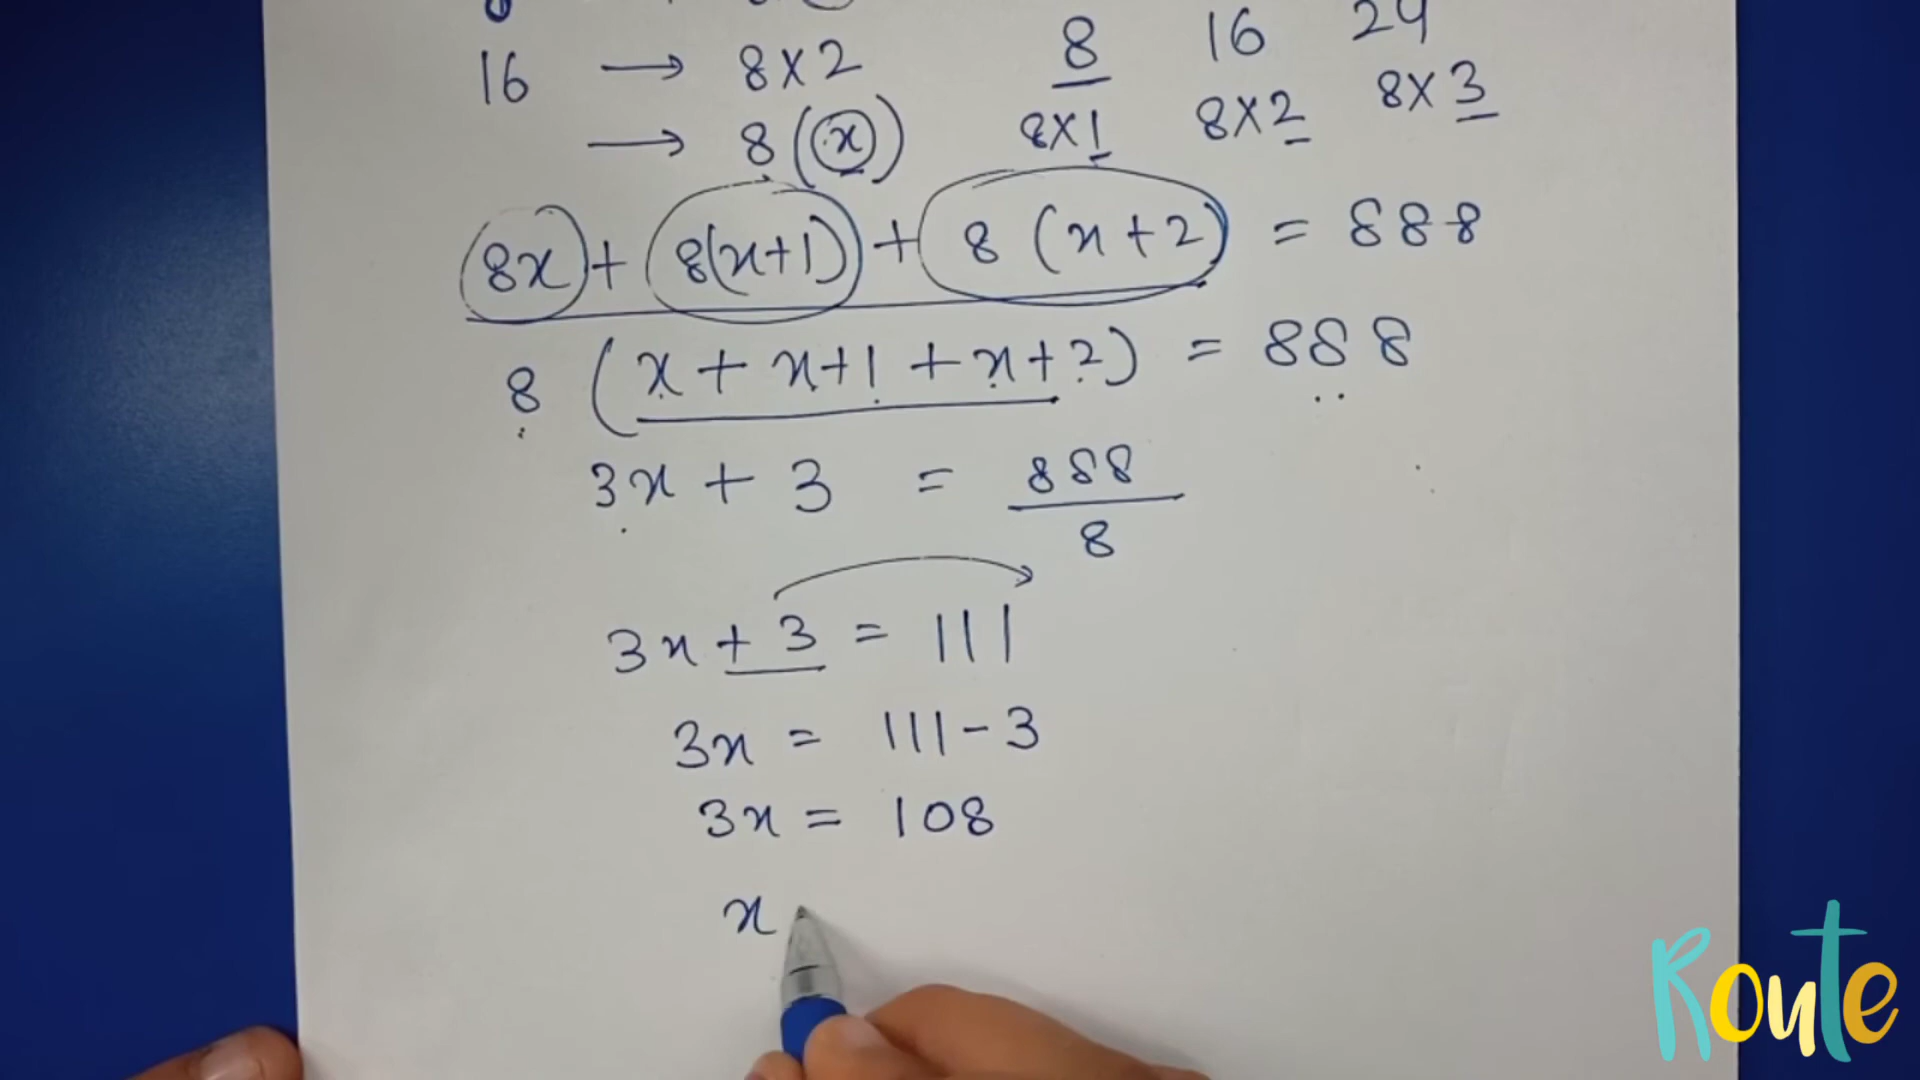 8 16 24
16 → 8×2
8×1 8×2 8×3
→ 8(x)
8x + 8(x+1) + 8(x+2) = 888
8(x + x+1 + x+2) = 888
3x + 3 = 888/8
3x + 3 = 111
3x = 111 - 3
3x = 108
x
Route